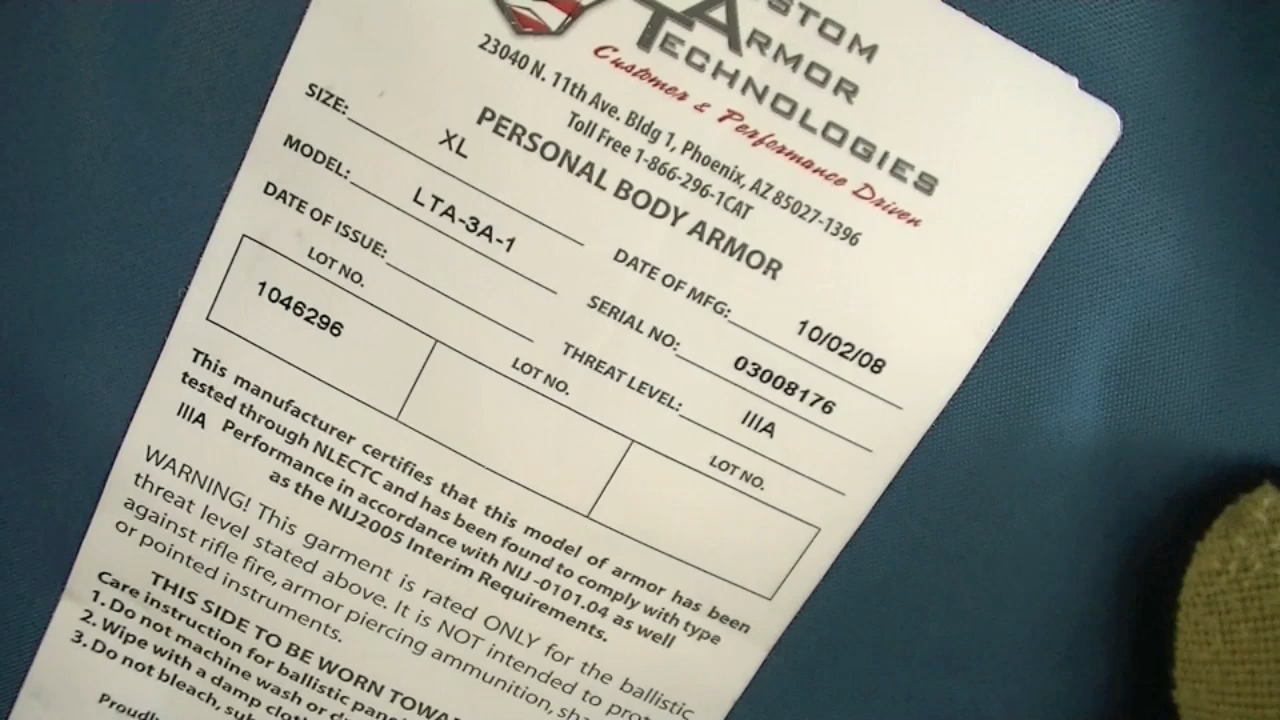 ARMOR
TECHNOLOGIES
Customer & Performance Driven
23040 N. 11th Ave. Bldg 1, Phoenix, AZ 85027-1396
Toll Free 1-866-296-1CAT
PERSONAL BODY ARMOR
SIZE: XL
DATE OF MFG: 10/02/08
MODEL: LTA-3A-1
SERIAL NO: 03008176
DATE OF ISSUE:
THREAT LEVEL: IIIA
LOT NO. LOT NO. LOT NO.
1046296
This manufacturer certifies that this model of armor has been
tested through NLECTC and has been found to comply with type
IIIA Performance in accordance with NIJ -0101.04 as well
as the NIJ2005 Interim Requirements.
WARNING! This garment is rated ONLY for the ballistic
threat level stated above. It is NOT intended to
against rifle fire, armor piercing ammunition,
or pointed instruments.
THIS SIDE TO BE WORN
Care instruction for ballistic
1. Do not machine wash or
2. Wipe with a damp
3. Do not bleach,